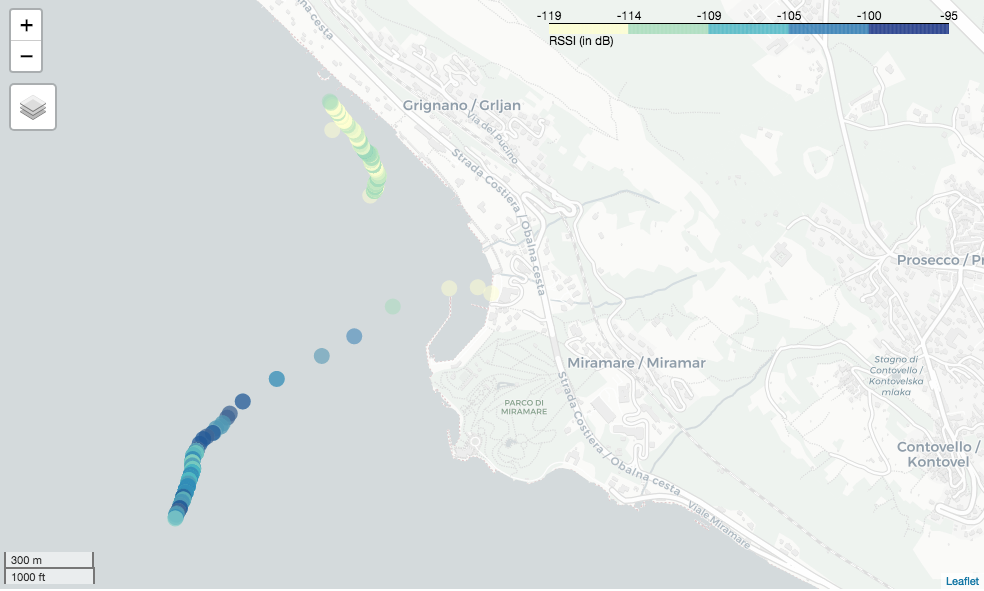 +
−
-119 -114 -109 -105 -100 -95
RSSI (in dB)
esta
Grignano / Grljan
Via del Pucino
Strada Costiera / Obalna cesta
Prosecco / Pr
Miramare / Miramar
Stagno di
Contovello /
Kontovelska
mlaka
PARCO DI
MIRAMARE
Strada Costiera / Obalna cesta
Contovello /
Kontovel
Viale Miramare
300 m
1000 ft
Leaflet